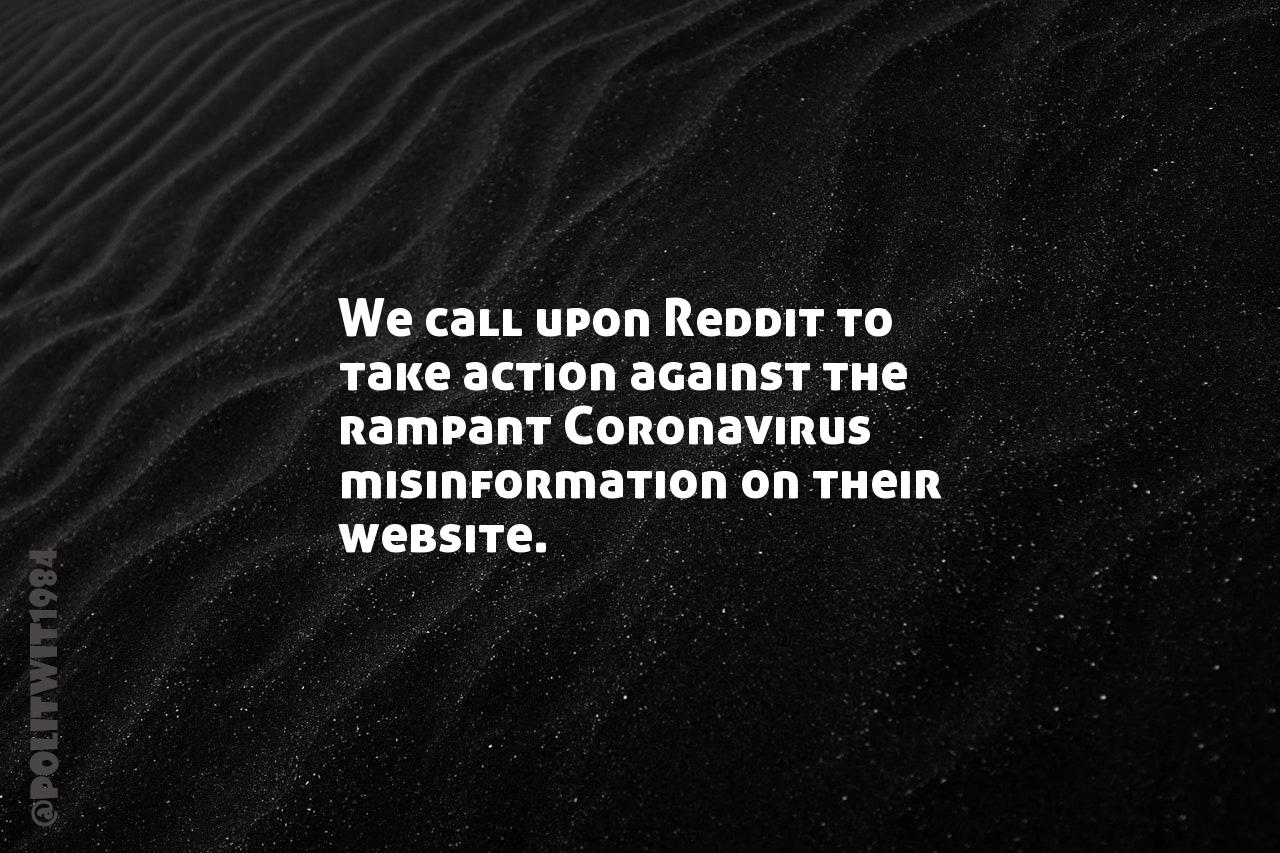 We call upon Reddit to
take action against the
rampant Coronavirus
misinformation on their
website.
@POLITWIT1984